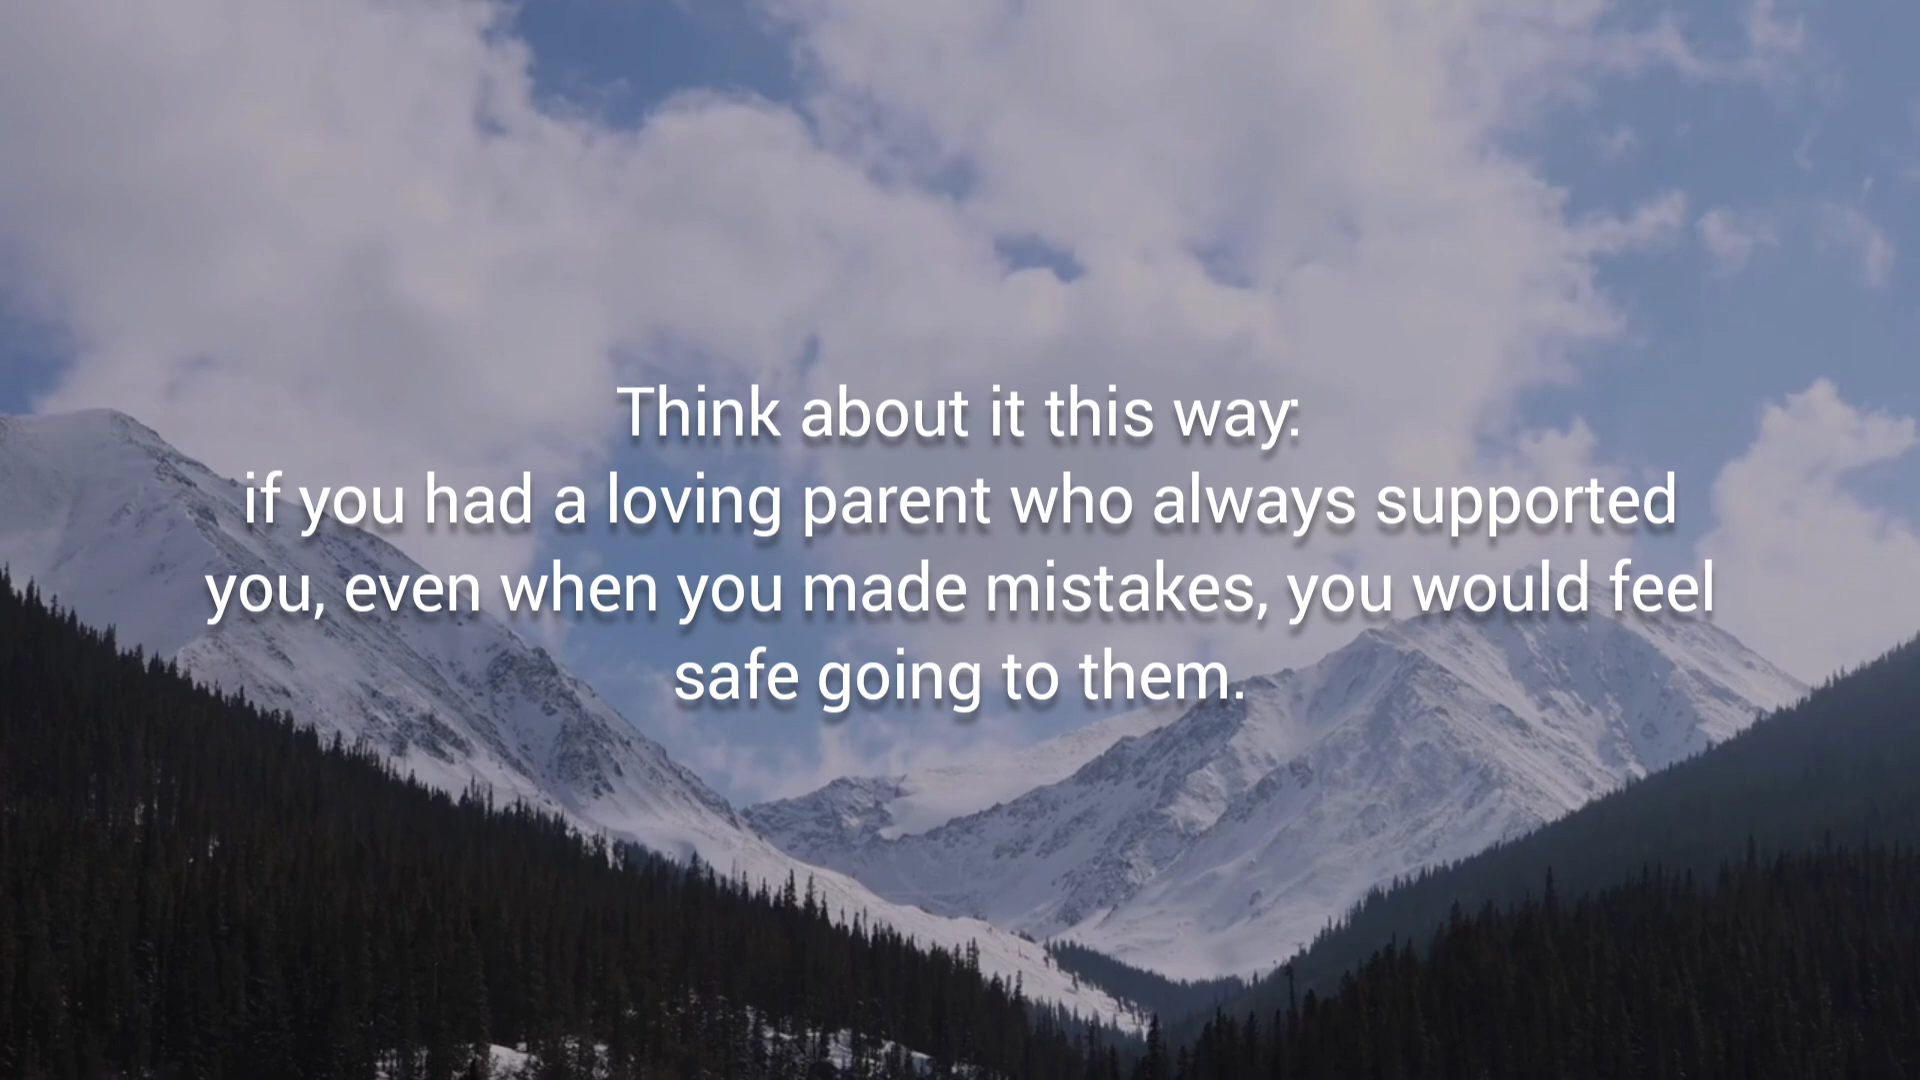 Think about it this way:
if you had a loving parent who always supported
you, even when you made mistakes, you would feel
safe going to them.